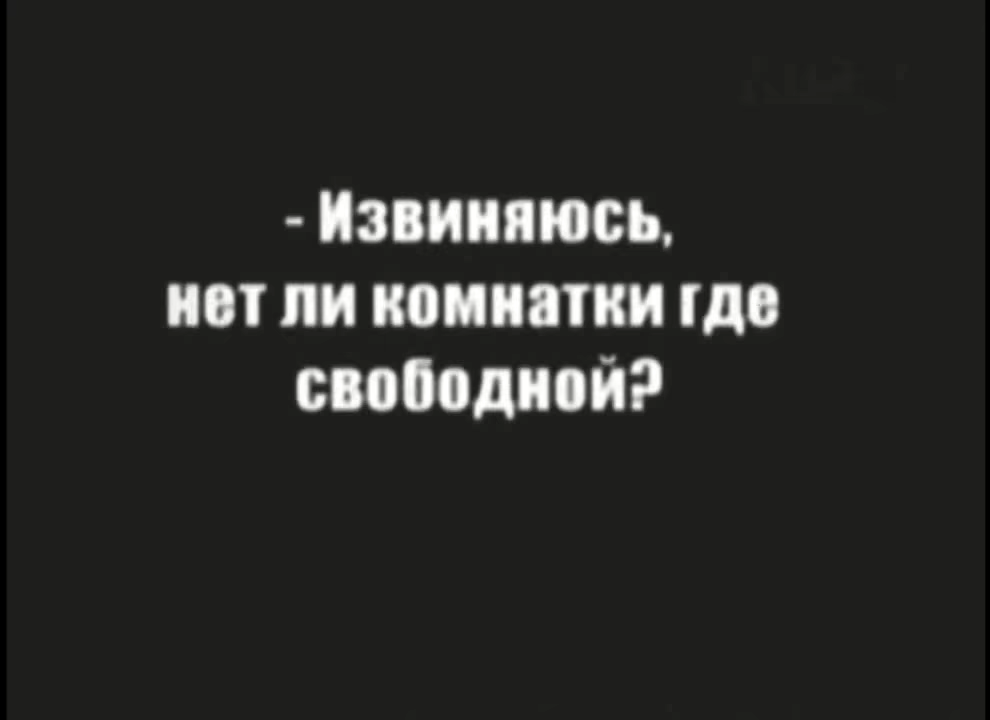 - Извиняюсь,
нет ли комнатки где
свободной?